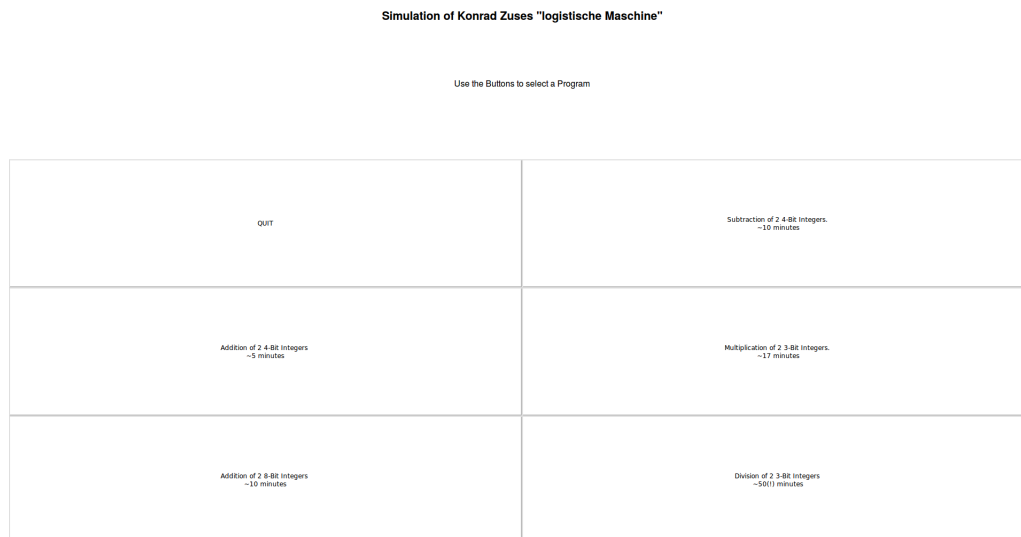 Simulation of Konrad Zuses "logistische Maschine"
Use the Buttons to select a Program
QUIT
Subtraction of 2 4-Bit Integers.
~10 minutes
Addition of 2 4-Bit Integers
~5 minutes
Multiplication of 2 3-Bit Integers.
~17 minutes
Addition of 2 8-Bit Integers
~10 minutes
Division of 2 3-Bit Integers
~50(!) minutes